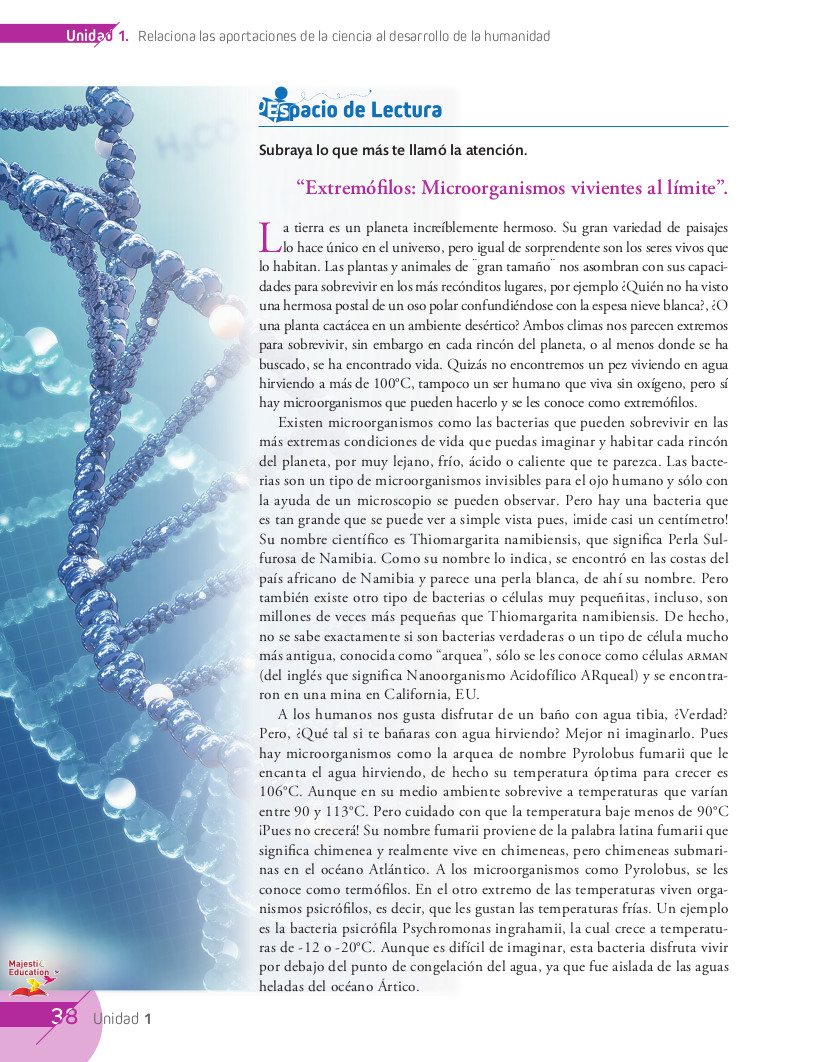 Unidad 1. Relaciona las aportaciones de la ciencia al desarrollo de la humanidad
H₂CO
H
Espacio de Lectura
Subraya lo que más te llamó la atención.
“Extremófilos: Microorganismos vivientes al límite”.
La tierra es un planeta increíblemente hermoso. Su gran variedad de paisajes
lo hace único en el universo, pero igual de sorprendente son los seres vivos que
lo habitan. Las plantas y animales de ¨gran tamaño¨ nos asombran con sus capaci-
dades para sobrevivir en los más recónditos lugares, por ejemplo ¿Quién no ha visto
una hermosa postal de un oso polar confundiéndose con la espesa nieve blanca?, ¿O
una planta cactácea en un ambiente desértico? Ambos climas nos parecen extremos
para sobrevivir, sin embargo en cada rincón del planeta, o al menos donde se ha
buscado, se ha encontrado vida. Quizás no encontremos un pez viviendo en agua
hirviendo a más de 100°C, tampoco un ser humano que viva sin oxígeno, pero sí
hay microorganismos que pueden hacerlo y se les conoce como extremófilos.
Existen microorganismos como las bacterias que pueden sobrevivir en las
más extremas condiciones de vida que puedas imaginar y habitar cada rincón
del planeta, por muy lejano, frío, ácido o caliente que te parezca. Las bacte-
rias son un tipo de microorganismos invisibles para el ojo humano y sólo con
la ayuda de un microscopio se pueden observar. Pero hay una bacteria que
es tan grande que se puede ver a simple vista pues, ¡mide casi un centímetro!
Su nombre científico es Thiomargarita namibiensis, que significa Perla Sul-
furosa de Namibia. Como su nombre lo indica, se encontró en las costas del
país africano de Namibia y parece una perla blanca, de ahí su nombre. Pero
también existe otro tipo de bacterias o células muy pequeñitas, incluso, son
millones de veces más pequeñas que Thiomargarita namibiensis. De hecho,
no se sabe exactamente si son bacterias verdaderas o un tipo de célula mucho
más antigua, conocida como “arquea”, sólo se les conoce como células ARMAN
(del inglés que significa Nanoorganismo Acidofílico ARqueal) y se encontra-
ron en una mina en California, EU.
A los humanos nos gusta disfrutar de un baño con agua tibia, ¿Verdad?
Pero, ¿Qué tal si te bañaras con agua hirviendo? Mejor ni imaginarlo. Pues
hay microorganismos como la arquea de nombre Pyrolobus fumarii que le
encanta el agua hirviendo, de hecho su temperatura óptima para crecer es
106°C. Aunque en su medio ambiente sobrevive a temperaturas que varían
entre 90 y 113°C. Pero cuidado con que la temperatura baje menos de 90°C
¡Pues no crecerá! Su nombre fumarii proviene de la palabra latina fumarii que
significa chimenea y realmente vive en chimeneas, pero chimeneas submari-
nas en el océano Atlántico. A los microorganismos como Pyrolobus, se les
conoce como termófilos. En el otro extremo de las temperaturas viven orga-
nismos psicrófilos, es decir, que les gustan las temperaturas frías. Un ejemplo
es la bacteria psicrófila Psychromonas ingrahamii, la cual crece a temperatu-
ras de -12 o -20°C. Aunque es difícil de imaginar, esta bacteria disfruta vivir
por debajo del punto de congelación del agua, ya que fue aislada de las aguas
heladas del océano Ártico.
Majestic
Education
38 Unidad 1